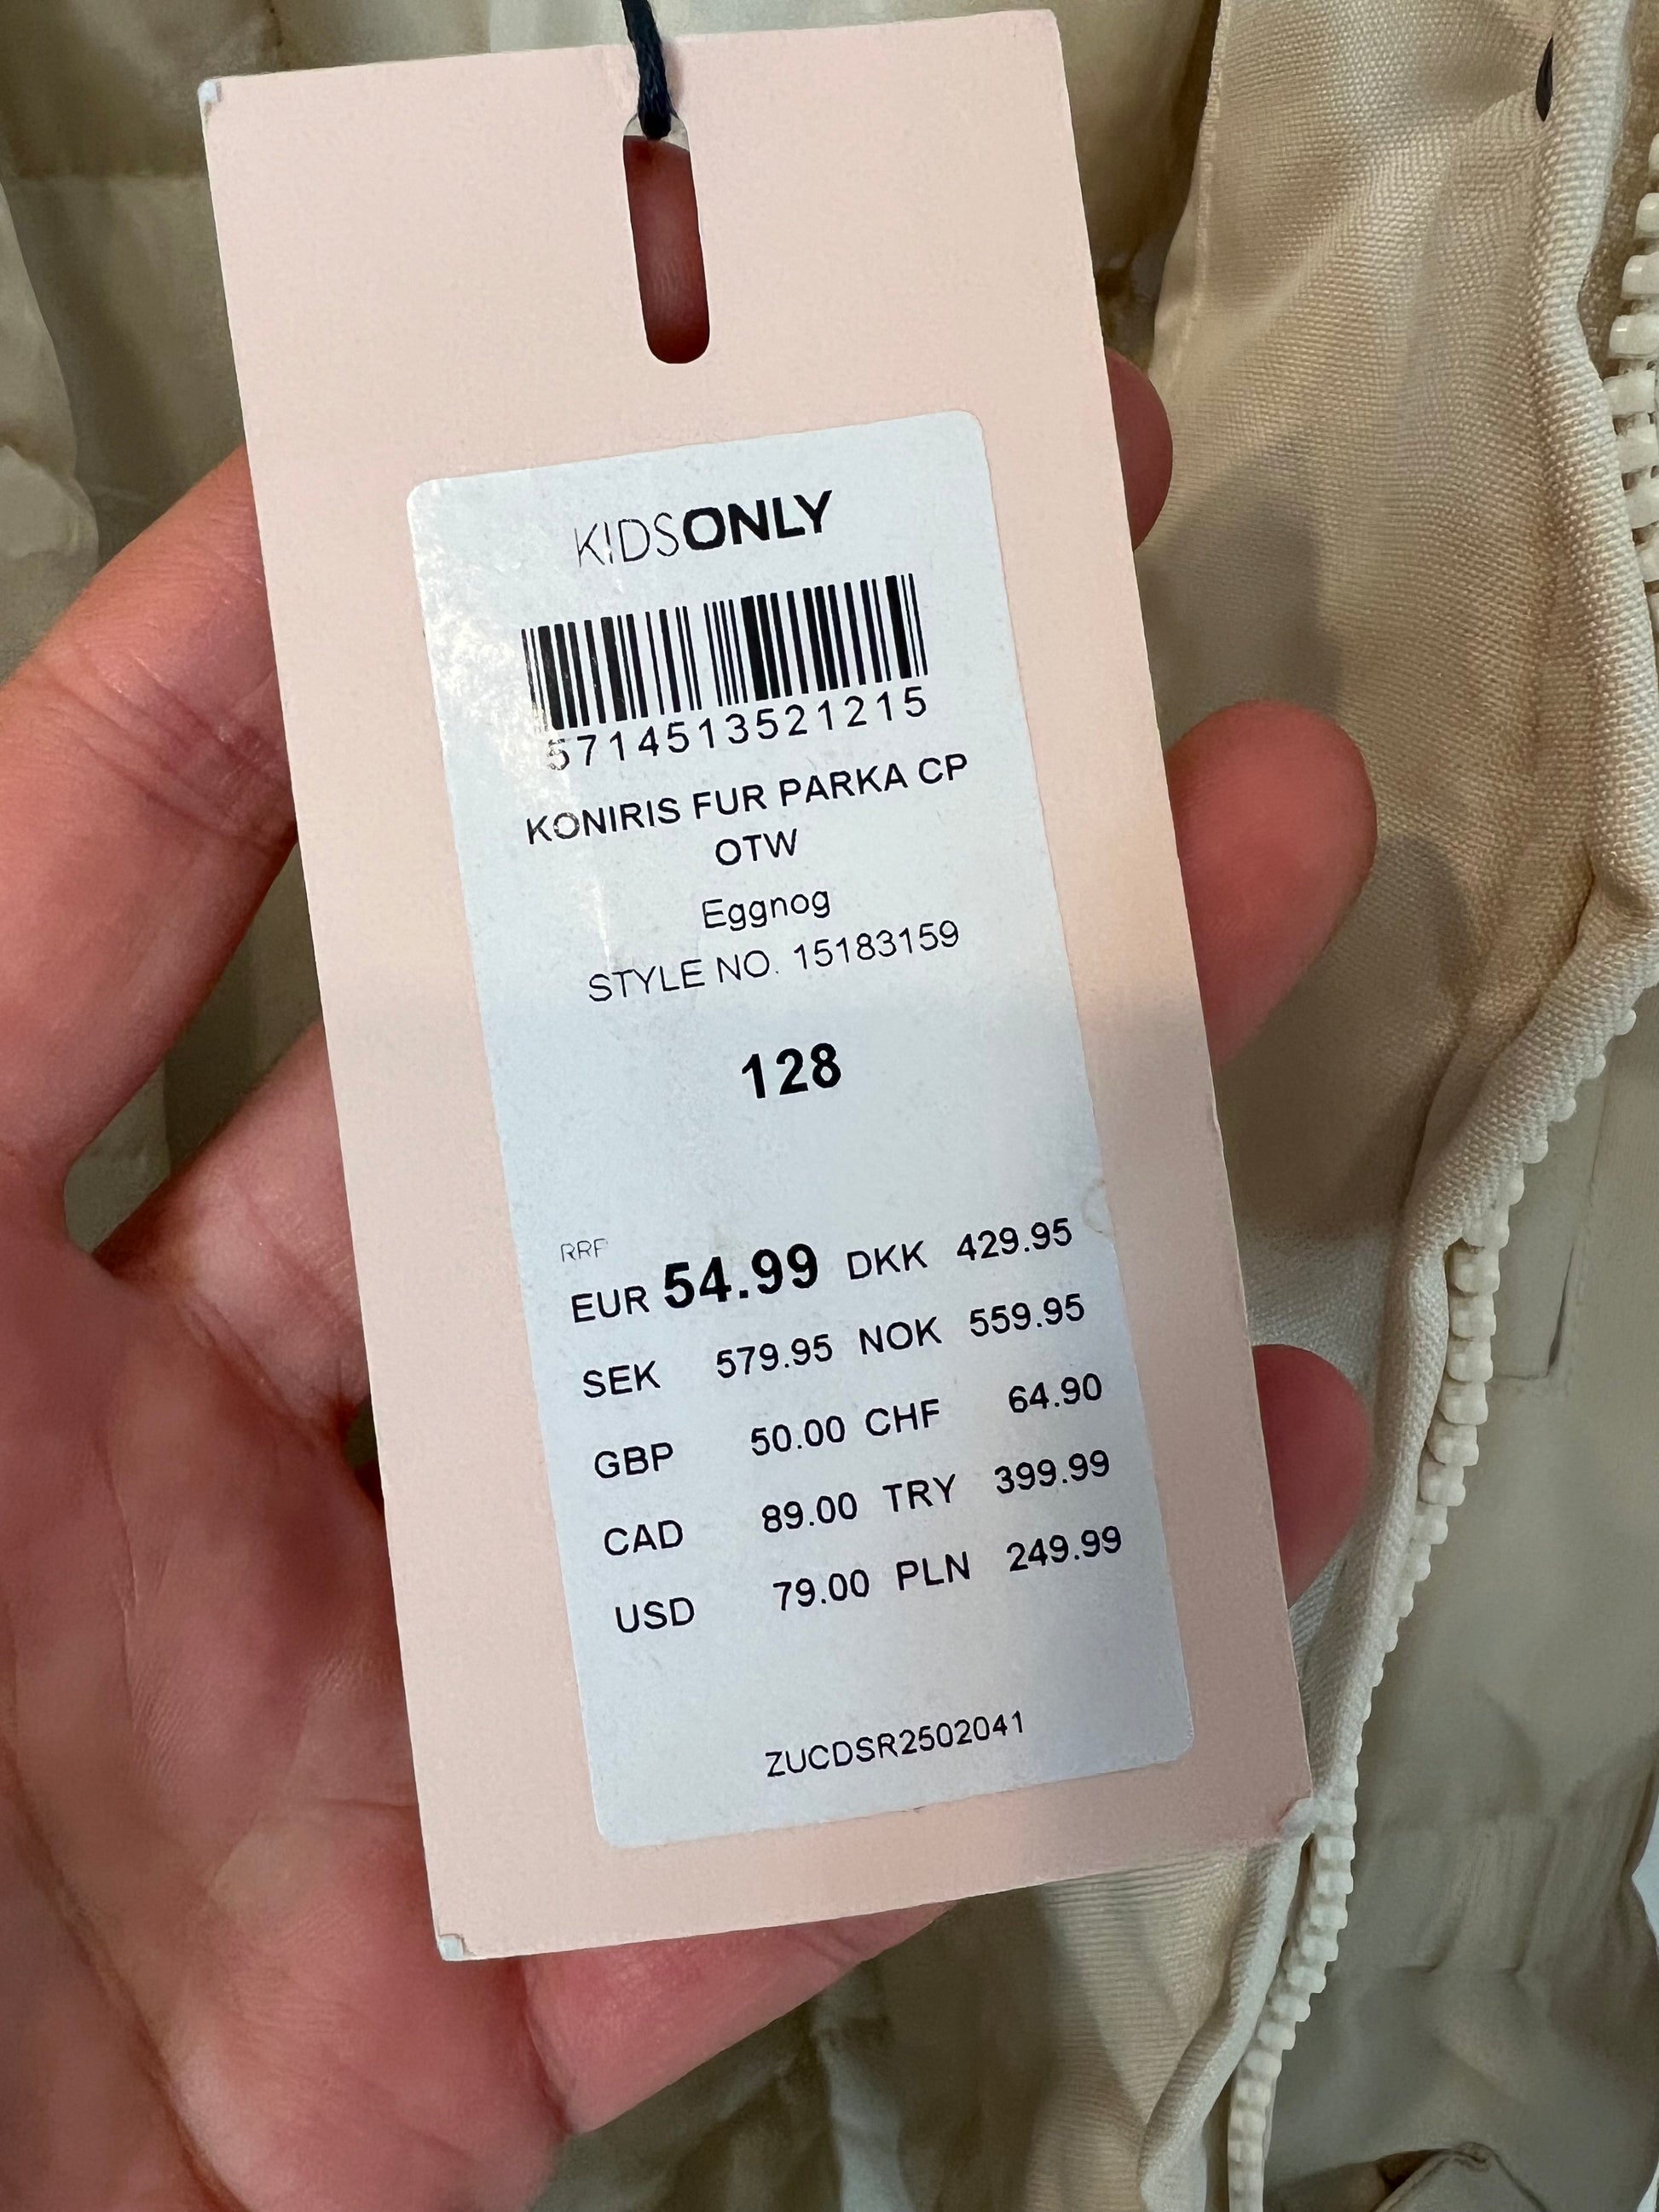 KIDSONLY
5714513521215
KONIRIS FUR PARKA CP
OTW
Eggnog
STYLE NO. 15183159
128
RRP
EUR 54.99 DKK 429.95
SEK 579.95 NOK 559.95
GBP 50.00 CHF 64.90
CAD 89.00 TRY 399.99
USD 79.00 PLN 249.99
ZUCDSR2502041